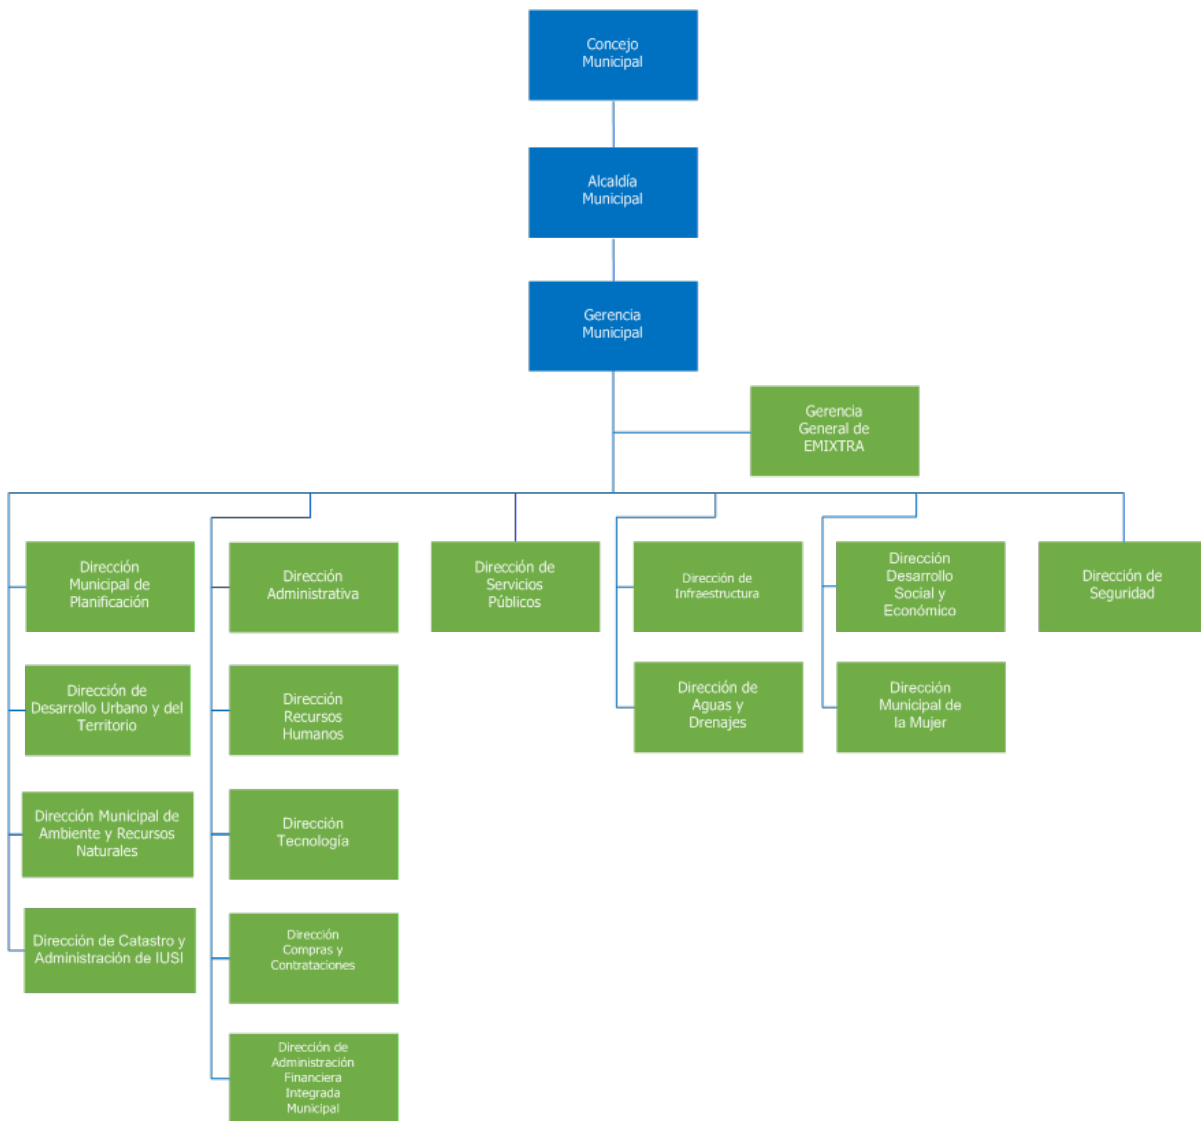 Concejo
Municipal
Alcaldía
Municipal
Gerencia
Municipal
Gerencia
General de
EMIXTRA
Dirección
Municipal de
Planificación
Dirección
Administrativa
Dirección de
Servicios
Públicos
Dirección de
Infraestructura
Dirección
Desarrollo
Social y
Económico
Dirección de
Seguridad
Dirección de
Desarrollo Urbano y del
Territorio
Dirección
Recursos
Humanos
Dirección de
Aguas y
Drenajes
Dirección
Municipal de
la Mujer
Dirección Municipal de
Ambiente y Recursos
Naturales
Dirección
Tecnología
Dirección de Catastro y
Administración de IUSI
Dirección
Compras y
Contrataciones
Dirección de
Administración
Financiera
Integrada
Municipal